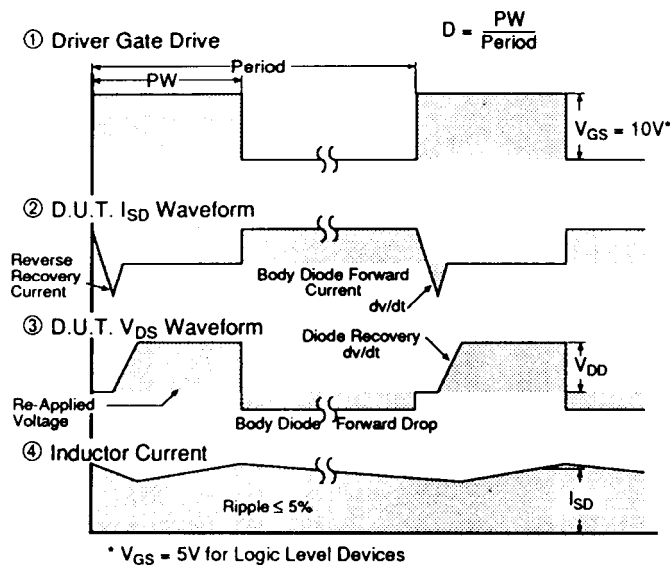 ① Driver Gate Drive
D = PW
Period
Period
PW
V_GS = 10V*
② D.U.T. I_SD Waveform
Reverse
Recovery
Current
Body Diode Forward
Current
dv/dt
③ D.U.T. V_DS Waveform
Diode Recovery
dv/dt
V_DD
Re-Applied
Voltage
Body Diode Forward Drop
④ Inductor Current
Ripple ≤ 5%
I_SD
* V_GS = 5V for Logic Level Devices